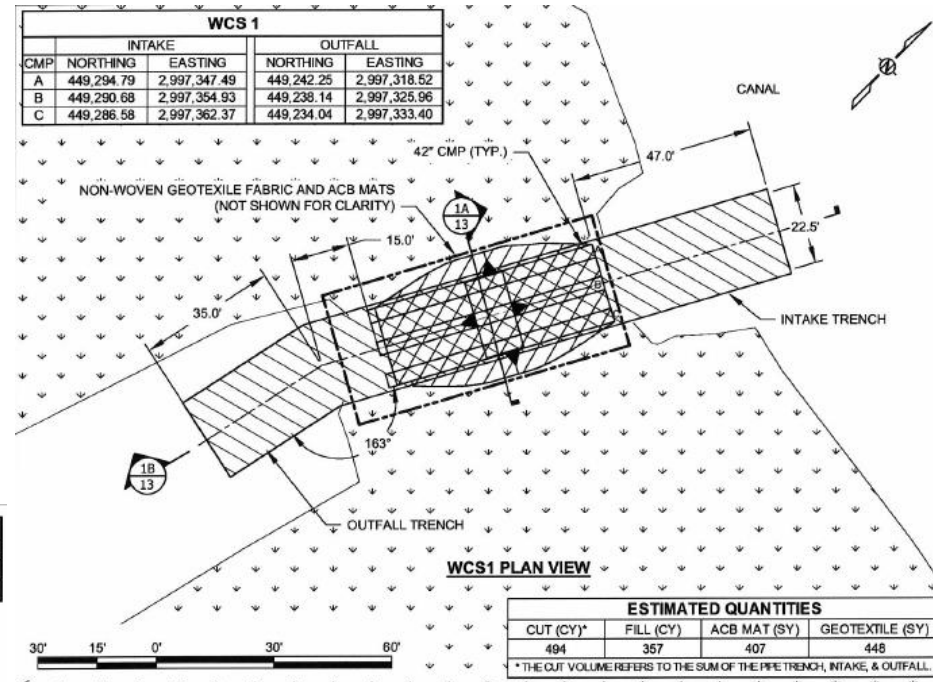 WCS 1
INTAKE OUTFALL
CMP NORTHING EASTING NORTHING EASTING
A 449,294.79 2,997,347.49 449,242.25 2,997,318.52
B 449,290.68 2,997,354.93 449,238.14 2,997,325.96
C 449,286.58 2,997,362.37 449,234.04 2,997,333.40
N
CANAL
42" CMP (TYP.)
47.0'
NON-WOVEN GEOTEXILE FABRIC AND ACB MATS
(NOT SHOWN FOR CLARITY)
1A
13
22.5'
15.0'
35.0'
B
INTAKE TRENCH
163°
1B
13
OUTFALL TRENCH
WCS1 PLAN VIEW
ESTIMATED QUANTITIES
CUT (CY)* FILL (CY) ACB MAT (SY) GEOTEXTILE (SY)
494 357 407 448
* THE CUT VOLUME REFERS TO THE SUM OF THE PIPE TRENCH, INTAKE, & OUTFALL.
30' 15' 0' 30' 60'